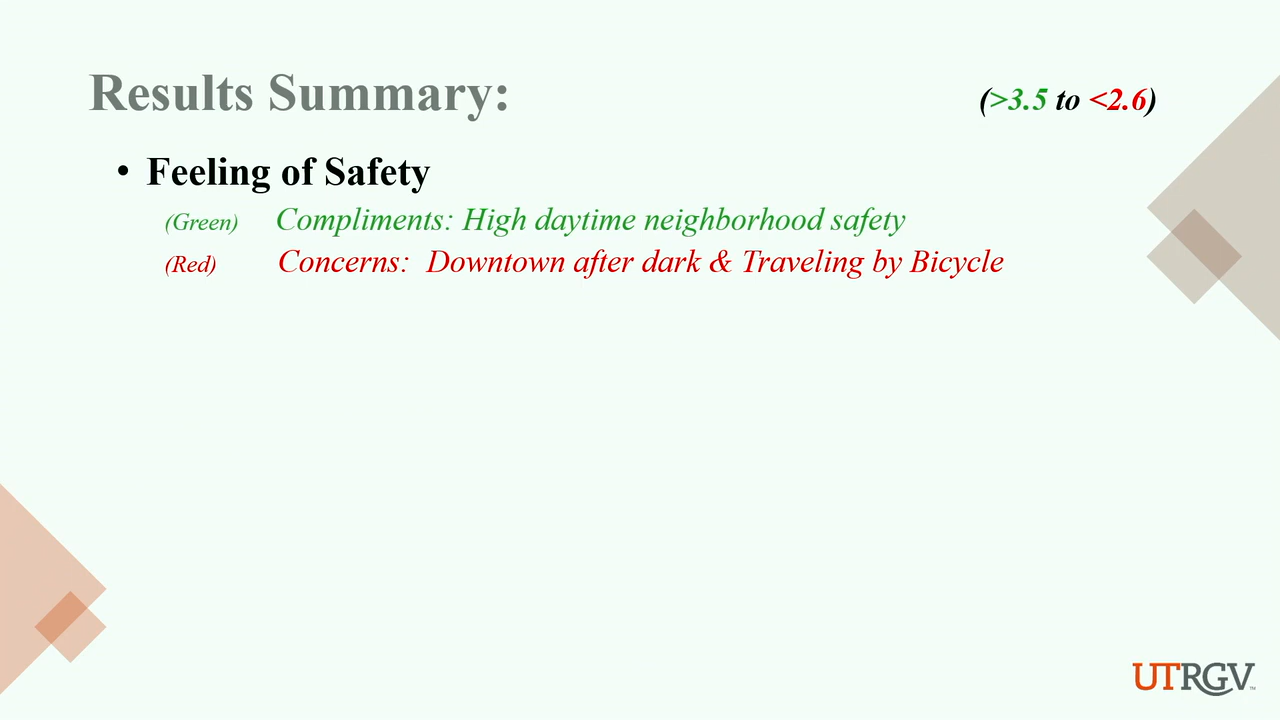 Results Summary:
(>3.5 to <2.6)
• Feeling of Safety
(Green) Compliments: High daytime neighborhood safety
(Red) Concerns: Downtown after dark & Traveling by Bicycle
UTRGV™